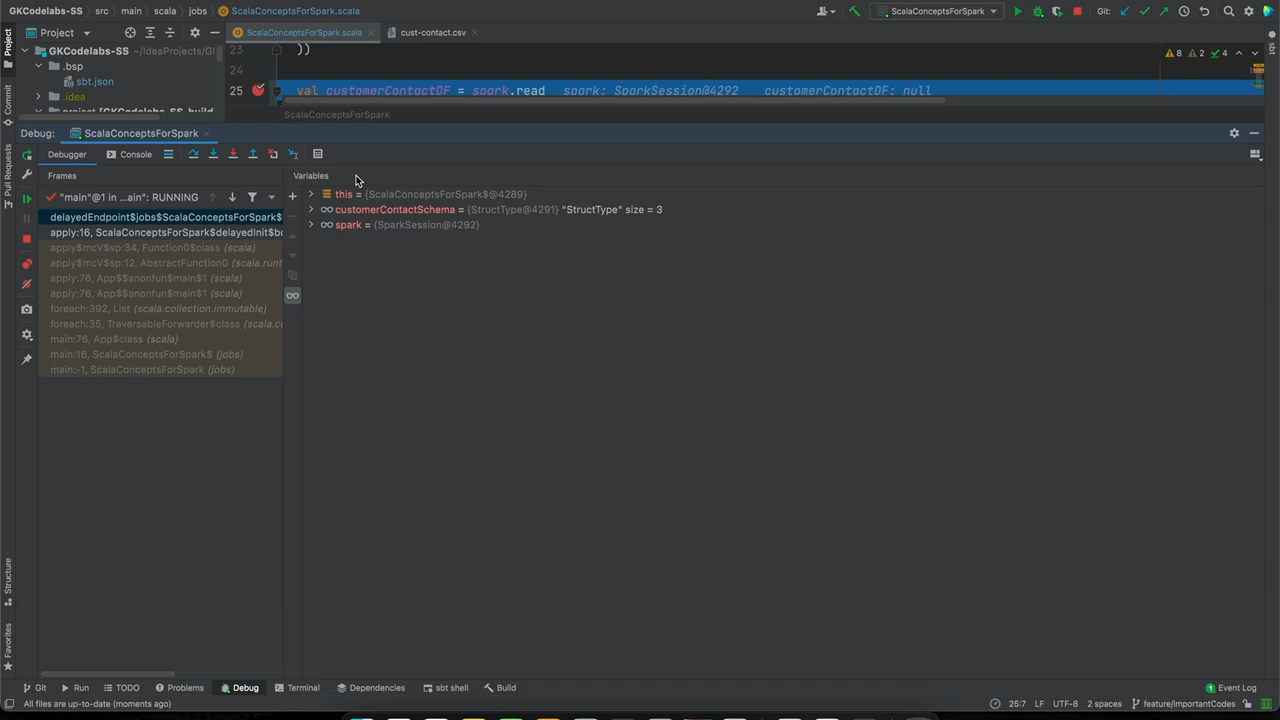 GKCodelabs-SS > src > main > scala > jobs > ScalaConceptsForSpark.scala
ScalaConceptsForSpark
Git:
Project
ScalaConceptsForSpark.scala
cust-contact.csv
GKCodelabs-SS ~/IdeaProjects/
23 ))
8 2 4
.bsp
24
sbt.json
25 val customerContactDF = spark.read spark: SparkSession@4292 customerContactDF: null
.idea
ScalaConceptsForSpark
Debug: ScalaConceptsForSpark
Debugger
Console
Frames
Variables
"main"@1 in ...ain": RUNNING
this = {ScalaConceptsForSpark$@4289}
customerContactSchema = {StructType@4291} "StructType" size = 3
spark = {SparkSession@4292}
delayedEndpoint$jobs$ScalaConceptsForSpark$
apply:16, ScalaConceptsForSpark$delayedInit$bo
apply$mcV$sp:34, Function0$class (scala)
apply$mcV$sp:12, AbstractFunction0 (scala.runt
apply:76, App$$anonfun$main$1 (scala)
apply:76, App$$anonfun$main$1 (scala)
foreach:392, List (scala.collection.immutable)
foreach:35, TraversableForwarder$class (scala.co
main:76, App$class (scala)
main:16, ScalaConceptsForSpark$ (jobs)
main:-1, ScalaConceptsForSpark (jobs)
Project
Commit
Pull Requests
Structure
Favorites
sbt
Git
Run
TODO
Problems
Debug
Terminal
Dependencies
sbt shell
Build
1 Event Log
All files are up-to-date (moments ago)
25:7 LF UTF-8 2 spaces feature/importantCodes